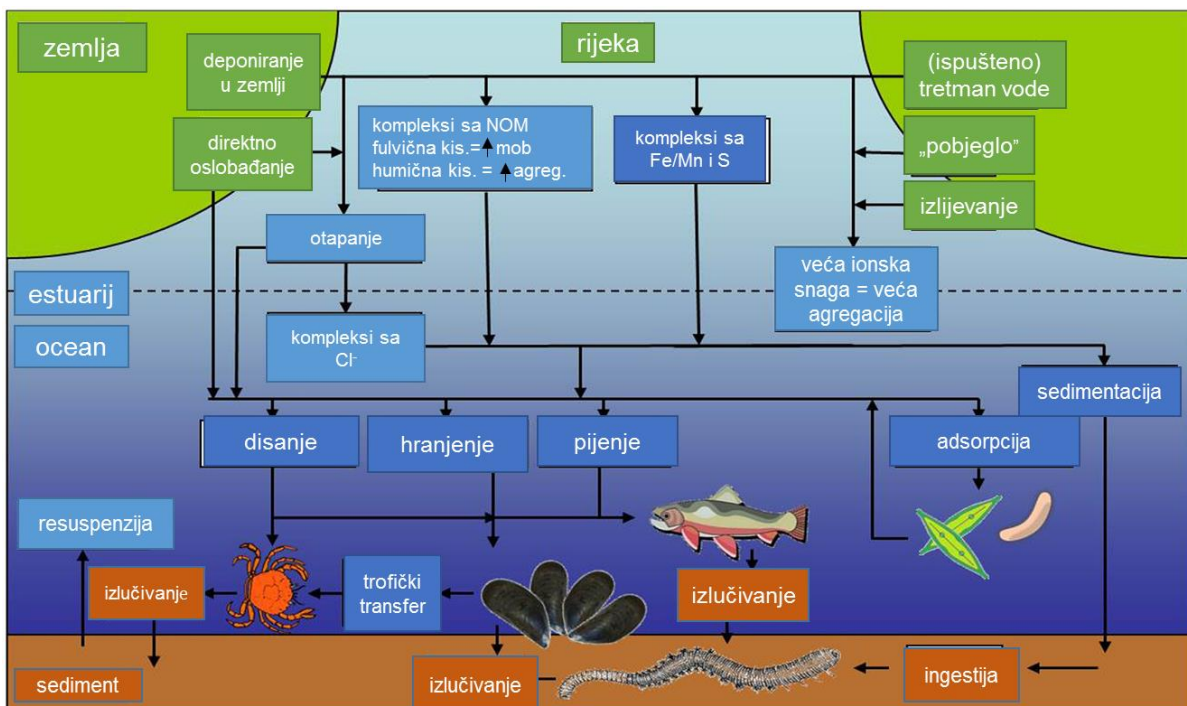 zemlja
rijeka
deponiranje
u zemlji
direktno
oslobađanje
kompleksi sa NOM
fulvična kis.=↑ mob
humična kis. = ↑agreg.
kompleksi sa
Fe/Mn i S
(ispušteno)
tretman vode
„pobjeglo”
izlijevanje
otapanje
veća ionska
snaga = veća
agregacija
estuarij
ocean
kompleksi sa
Cl⁻
sedimentacija
disanje
hranjenje
pijenje
adsorpcija
resuspenzija
izlučivanje
trofički
transfer
izlučivanje
sediment
izlučivanje
ingestija